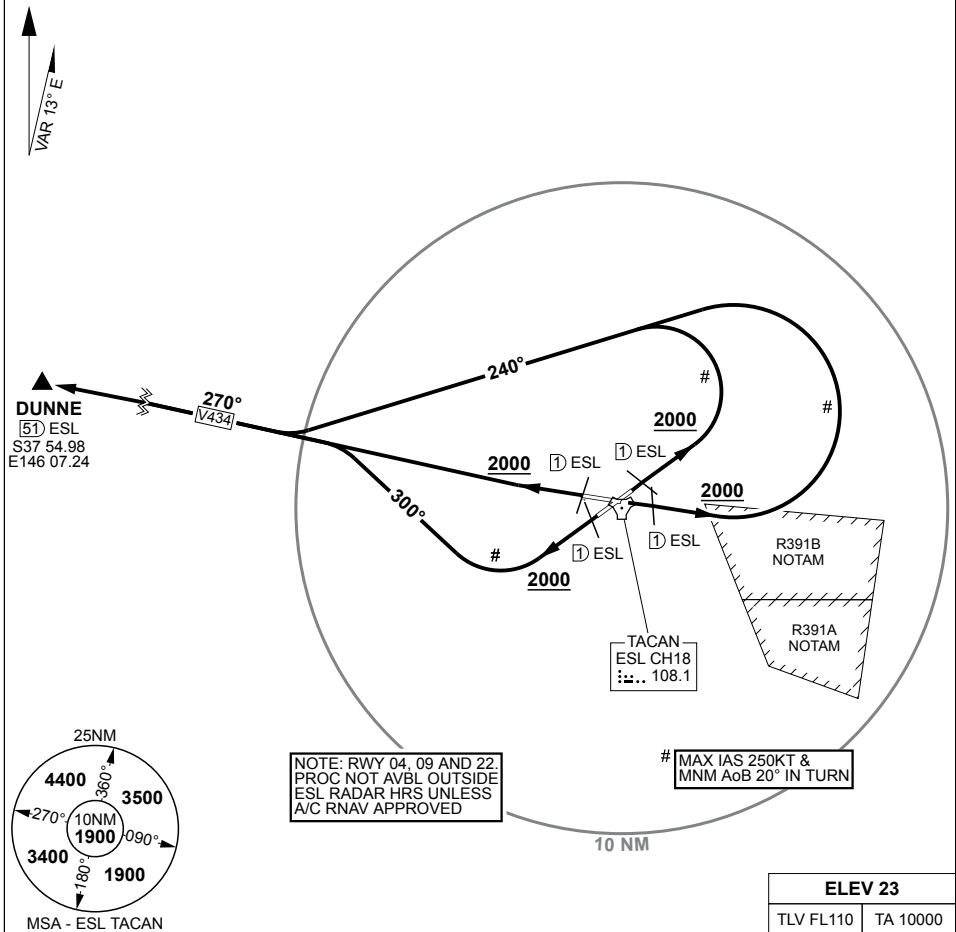 VAR 13° E
240°
#
#
2000
270°
V434
DUNNE
51 ESL
S37 54.98
E146 07.24
2000
1 ESL
1 ESL
2000
300°
#
1 ESL
1 ESL
2000
R391B
NOTAM
R391A
NOTAM
TACAN
ESL CH18
108.1
25NM
4400
360°
3500
270°
10NM
1900
090°
3400
180°
1900
MSA - ESL TACAN
NOTE: RWY 04, 09 AND 22.
PROC NOT AVBL OUTSIDE
ESL RADAR HRS UNLESS
A/C RNAV APPROVED
# MAX IAS 250KT &
MNM AoB 20° IN TURN
10 NM
ELEV 23
TLV FL110 TA 10000